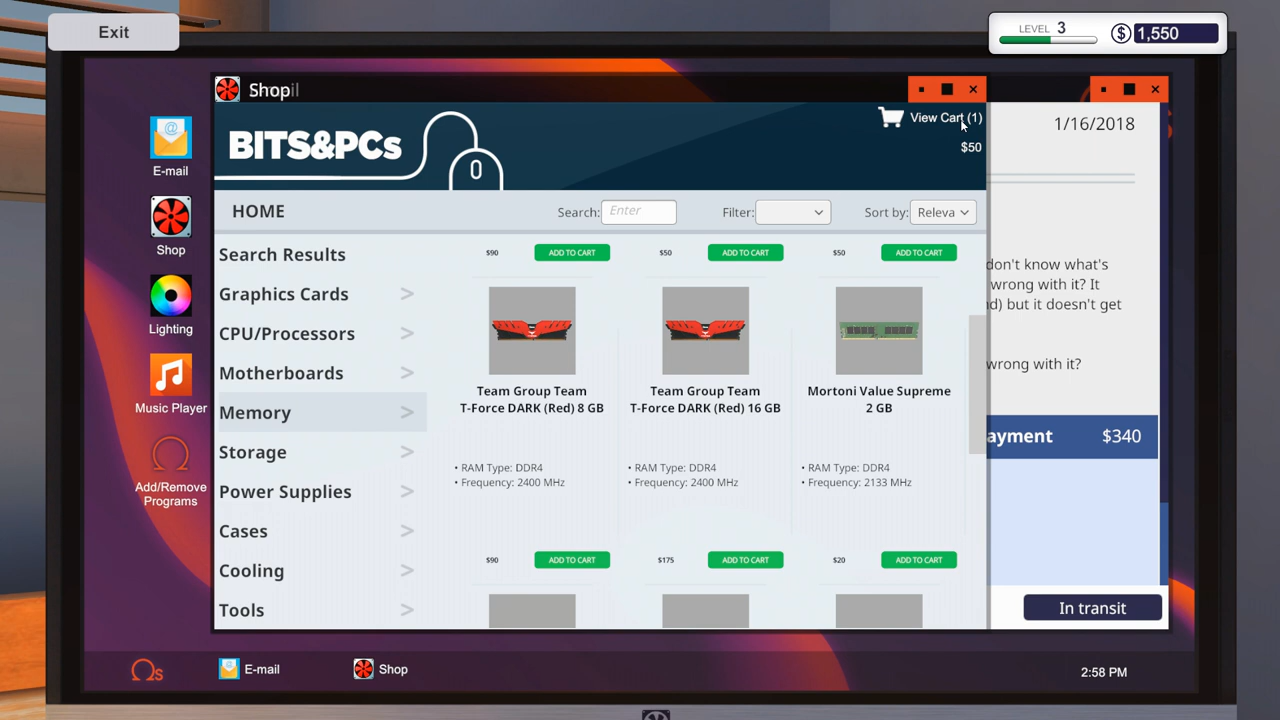 Exit
LEVEL 3
$ 1,550
Shopil
View Cart (1)
$50
BITS&PCs
1/16/2018
HOME
Search: Enter
Filter:
Sort by: Releva
E-mail
Shop
Lighting
Music Player
Add/Remove
Programs
Search Results
Graphics Cards >
CPU/Processors >
Motherboards >
Memory >
Storage >
Power Supplies >
Cases >
Cooling >
Tools >
$90 ADD TO CART $50 ADD TO CART $50 ADD TO CART
Team Group Team
T-Force DARK (Red) 8 GB
• RAM Type: DDR4
• Frequency: 2400 MHz
$90 ADD TO CART
Team Group Team
T-Force DARK (Red) 16 GB
• RAM Type: DDR4
• Frequency: 2400 MHz
$175 ADD TO CART
Mortoni Value Supreme
2 GB
• RAM Type: DDR4
• Frequency: 2133 MHz
$20 ADD TO CART
don't know what's
wrong with it? It
nd) but it doesn't get
wrong with it?
ayment $340
In transit
Ωs
E-mail
Shop
2:58 PM